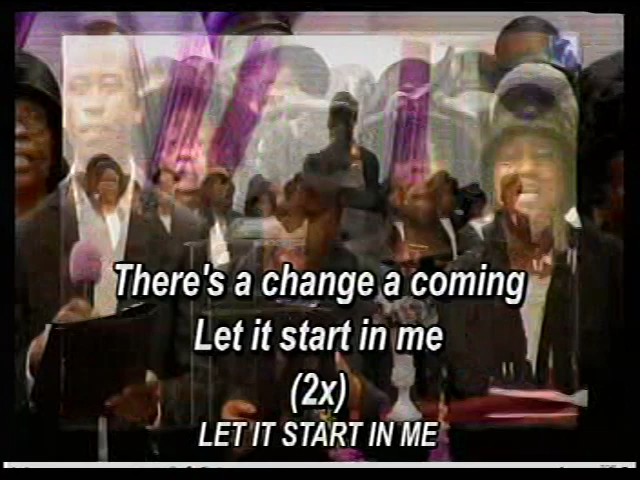 There's a change a coming
Let it start in me
(2x)
LET IT START IN ME